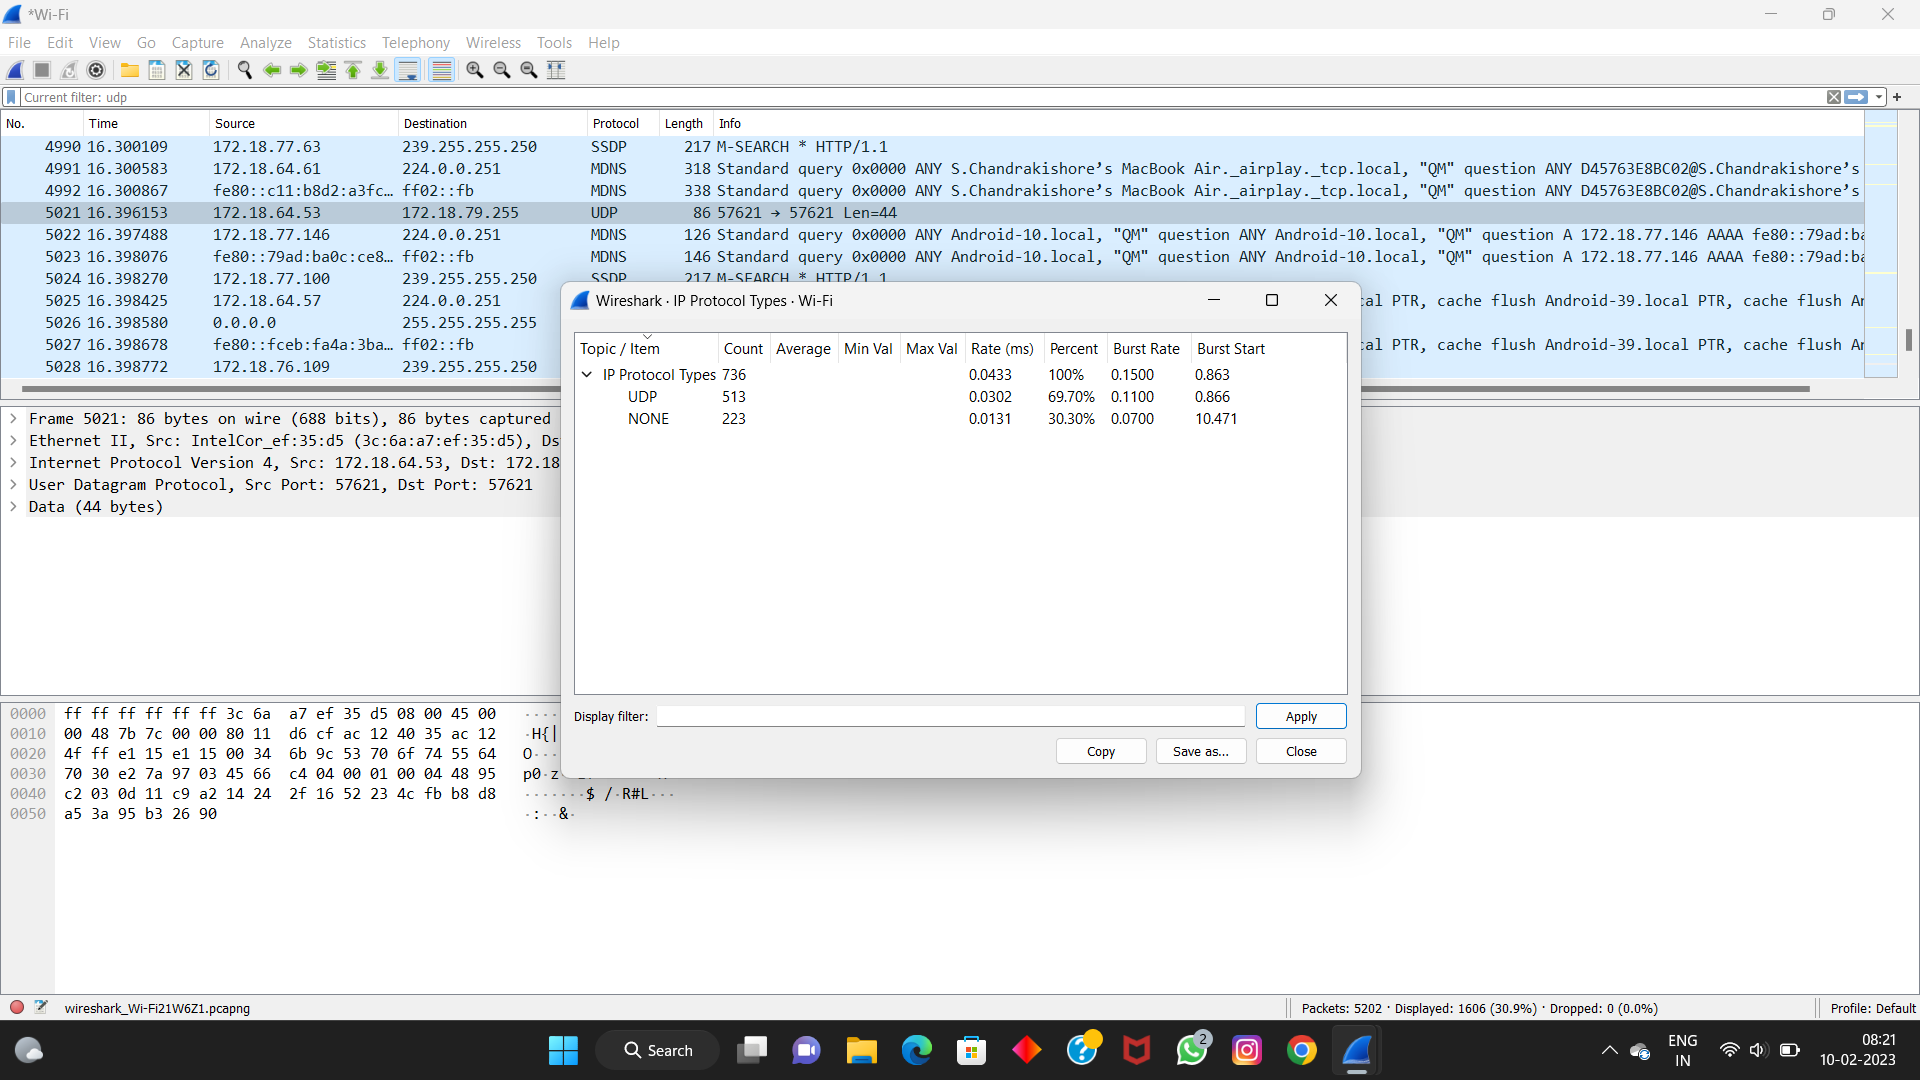 *Wi-Fi
File Edit View Go Capture Analyze Statistics Telephony Wireless Tools Help
Current filter: udp
No. Time Source Destination Protocol Length Info
4990 16.300109 172.18.77.63 239.255.255.250 SSDP 217 M-SEARCH * HTTP/1.1
4991 16.300583 172.18.64.61 224.0.0.251 MDNS 318 Standard query 0x0000 ANY S.Chandrakishore’s MacBook Air._airplay._tcp.local, "QM" question ANY D45763E8BC02@S.Chandrakishore’s
4992 16.300867 fe80::c11:b8d2:a3fc… ff02::fb MDNS 338 Standard query 0x0000 ANY S.Chandrakishore’s MacBook Air._airplay._tcp.local, "QM" question ANY D45763E8BC02@S.Chandrakishore’s
5021 16.396153 172.18.64.53 172.18.79.255 UDP 86 57621 → 57621 Len=44
5022 16.397488 172.18.77.146 224.0.0.251 MDNS 126 Standard query 0x0000 ANY Android-10.local, "QM" question ANY Android-10.local, "QM" question A 172.18.77.146 AAAA fe80::79ad:ba
5023 16.398076 fe80::79ad:ba0c:ce8… ff02::fb MDNS 146 Standard query 0x0000 ANY Android-10.local, "QM" question ANY Android-10.local, "QM" question A 172.18.77.146 AAAA fe80::79ad:ba
5024 16.398270 172.18.77.100 239.255.255.250 SSDP 217 M-SEARCH * HTTP/1.1
5025 16.398425 172.18.64.57 224.0.0.251 cal PTR, cache flush Android-39.local PTR, cache flush An
5026 16.398580 0.0.0.0 255.255.255.255
5027 16.398678 fe80::fceb:fa4a:3ba… ff02::fb cal PTR, cache flush Android-39.local PTR, cache flush An
5028 16.398772 172.18.76.109 239.255.255.250
Wireshark · IP Protocol Types · Wi-Fi
Topic / Item Count Average Min Val Max Val Rate (ms) Percent Burst Rate Burst Start
IP Protocol Types 736 0.0433 100% 0.1500 0.863
UDP 513 0.0302 69.70% 0.1100 0.866
NONE 223 0.0131 30.30% 0.0700 10.471
Display filter: Apply
Copy Save as... Close
Frame 5021: 86 bytes on wire (688 bits), 86 bytes captured
Ethernet II, Src: IntelCor_ef:35:d5 (3c:6a:a7:ef:35:d5), Ds
Internet Protocol Version 4, Src: 172.18.64.53, Dst: 172.18
User Datagram Protocol, Src Port: 57621, Dst Port: 57621
Data (44 bytes)
0000 ff ff ff ff ff ff 3c 6a a7 ef 35 d5 08 00 45 00 ····
0010 00 48 7b 7c 00 00 80 11 d6 cf ac 12 40 35 ac 12 ·H{|
0020 4f ff e1 15 e1 15 00 34 6b 9c 53 70 6f 74 55 64 O···
0030 70 30 e2 7a 97 03 45 66 c4 04 00 01 00 04 48 95 p0·z·
0040 c2 03 0d 11 c9 a2 14 24 2f 16 52 23 4c fb b8 d8 ·······$ /·R#L···
0050 a5 3a 95 b3 26 90 ·:··&·
wireshark_Wi-Fi21W6Z1.pcapng Packets: 5202 · Displayed: 1606 (30.9%) · Dropped: 0 (0.0%) Profile: Default
Search
2
ENG
IN
08:21
10-02-2023